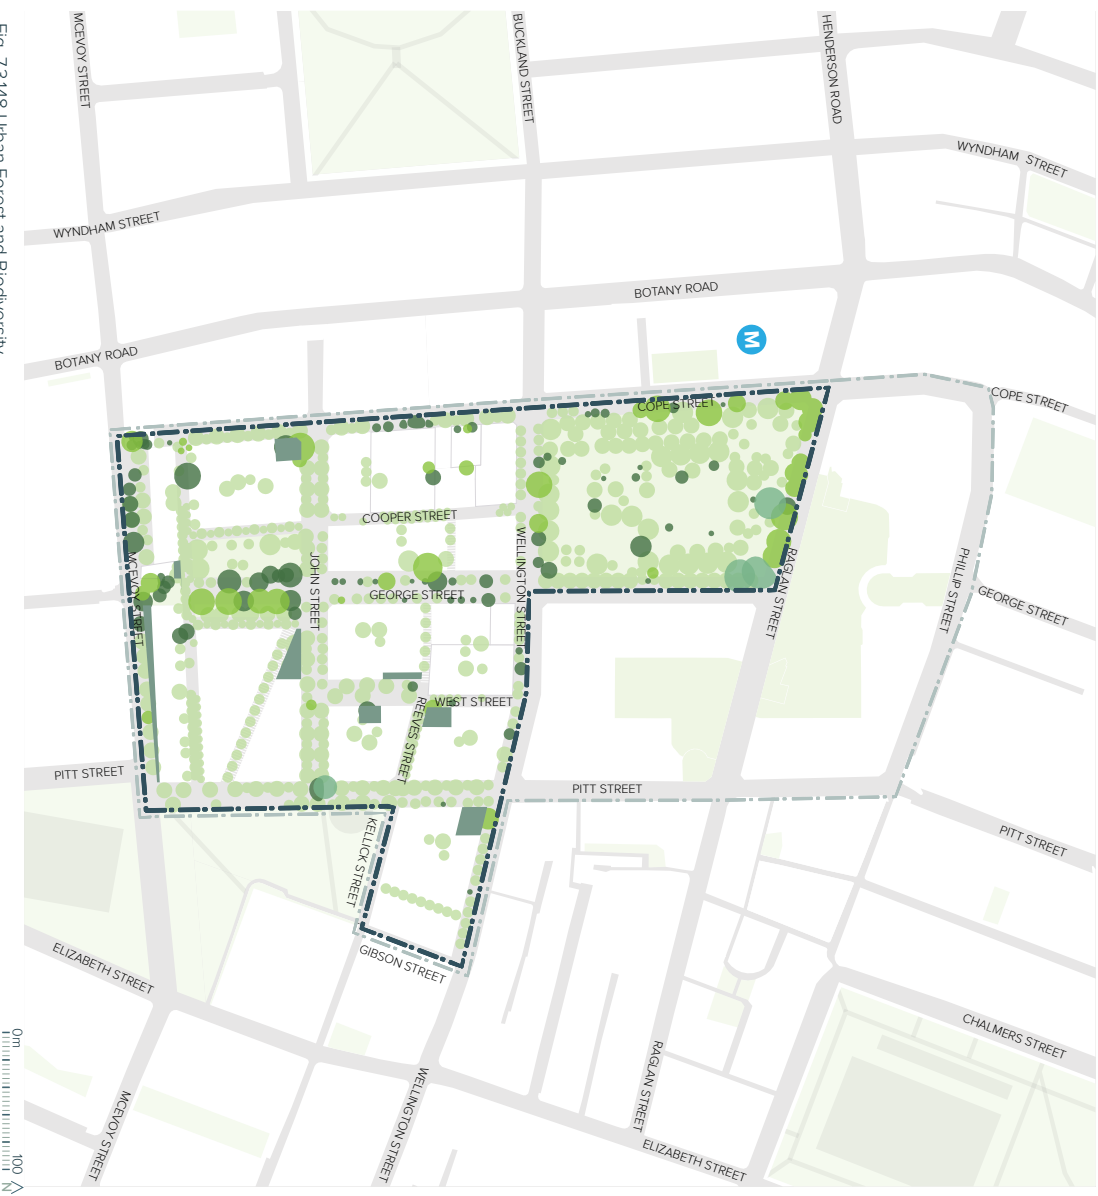 MCEVOY STREET
BUCKLAND STREET
HENDERSON ROAD
WYNDHAM STREET
WYNDHAM STREET
BOTANY ROAD
BOTANY ROAD
M
COPE STREET
COPE STREET
COOPER STREET
MCEVOY STREET
JOHN STREET
WELLINGTON STREET
GEORGE STREET
RAGLAN STREET
PHILLIP STREET
GEORGE STREET
WEST STREET
REEVES STREET
PITT STREET
PITT STREET
PITT STREET
KELLICK STREET
GIBSON STREET
ELIZABETH STREET
CHALMERS STREET
MCEVOY STREET
WELLINGTON STREET
RAGLAN STREET
ELIZABETH STREET
0m
100
N